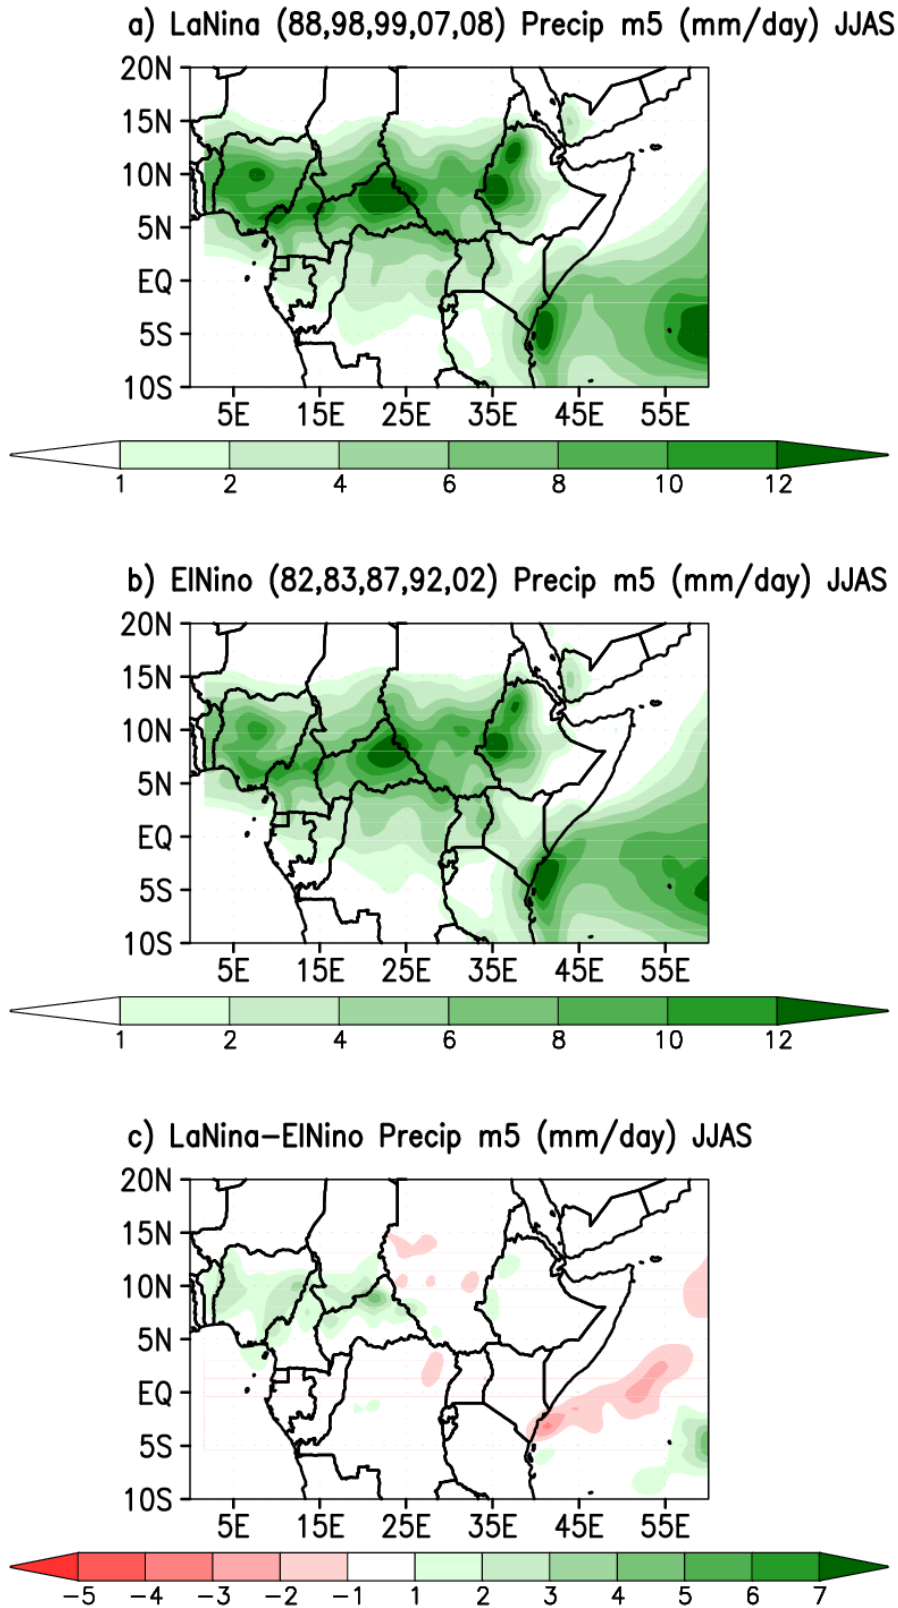 a) LaNina (88,98,99,07,08) Precip m5 (mm/day) JJAS
20N
15N
10N
5N
EQ
5S
10S
5E 15E 25E 35E 45E 55E
1 2 4 6 8 10 12
b) ElNino (82,83,87,92,02) Precip m5 (mm/day) JJAS
20N
15N
10N
5N
EQ
5S
10S
5E 15E 25E 35E 45E 55E
1 2 4 6 8 10 12
c) LaNina−ElNino Precip m5 (mm/day) JJAS
20N
15N
10N
5N
EQ
5S
10S
5E 15E 25E 35E 45E 55E
−5 −4 −3 −2 −1 1 2 3 4 5 6 7